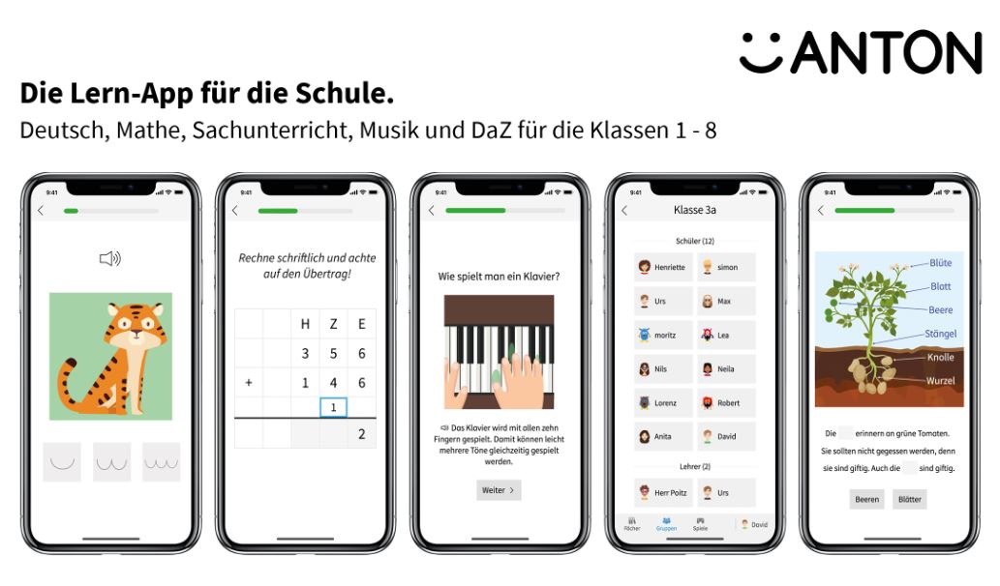 ANTON
Die Lern-App für die Schule.
Deutsch, Mathe, Sachunterricht, Musik und DaZ für die Klassen 1 - 8
9:41
9:41
Rechne schriftlich und achte
auf den Übertrag!
H Z E
3 5 6
+ 1 4 6
1
2
9:41
Wie spielt man ein Klavier?
Das Klavier wird mit allen zehn
Fingern gespielt. Damit können leicht
mehrere Töne gleichzeitig gespielt
werden.
Weiter >
9:41
Klasse 3a
Schüler (12)
Henriette simon
Urs Max
moritz Lea
Nils Neila
Lorenz Robert
Anita David
Lehrer (2)
Herr Poitz Urs
Fächer Gruppen Spiele David
9:41
Blüte
Blatt
Beere
Stängel
Knolle
Wurzel
Die erinnern an grüne Tomaten.
Sie sollten nicht gegessen werden, denn
sie sind giftig. Auch die sind giftig.
Beeren Blätter